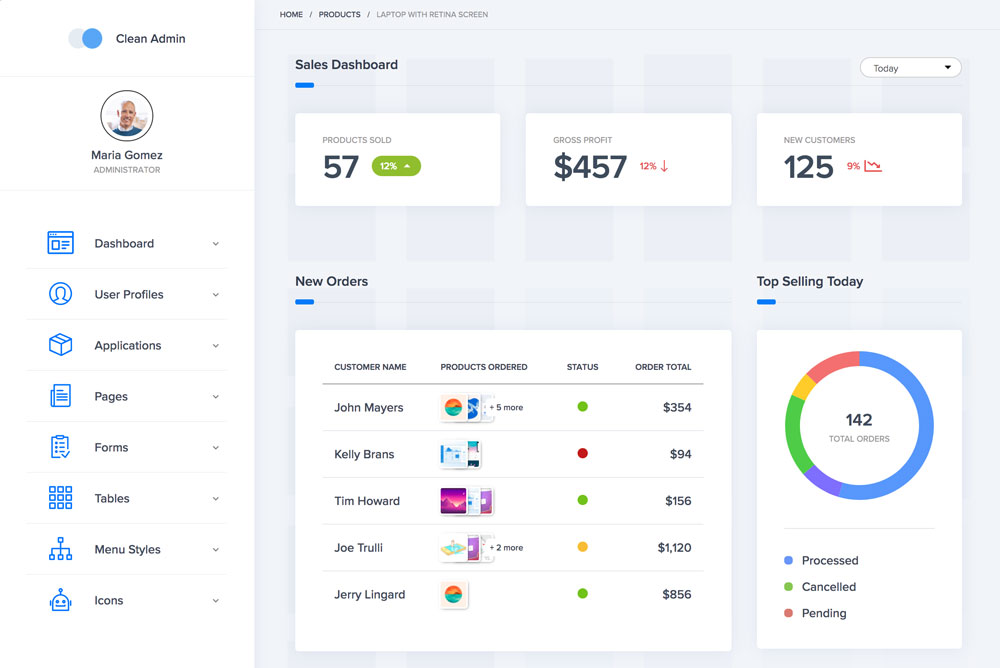 HOME / PRODUCTS / LAPTOP WITH RETINA SCREEN
Clean Admin
Maria Gomez
ADMINISTRATOR
Dashboard
User Profiles
Applications
Pages
Forms
Tables
Menu Styles
Icons
Sales Dashboard
Today
PRODUCTS SOLD
57 12%
GROSS PROFIT
$457 12%
NEW CUSTOMERS
125 9%
New Orders
CUSTOMER NAME PRODUCTS ORDERED STATUS ORDER TOTAL
John Mayers + 5 more $354
Kelly Brans $94
Tim Howard $156
Joe Trulli + 2 more $1,120
Jerry Lingard $856
Top Selling Today
142
TOTAL ORDERS
Processed
Cancelled
Pending